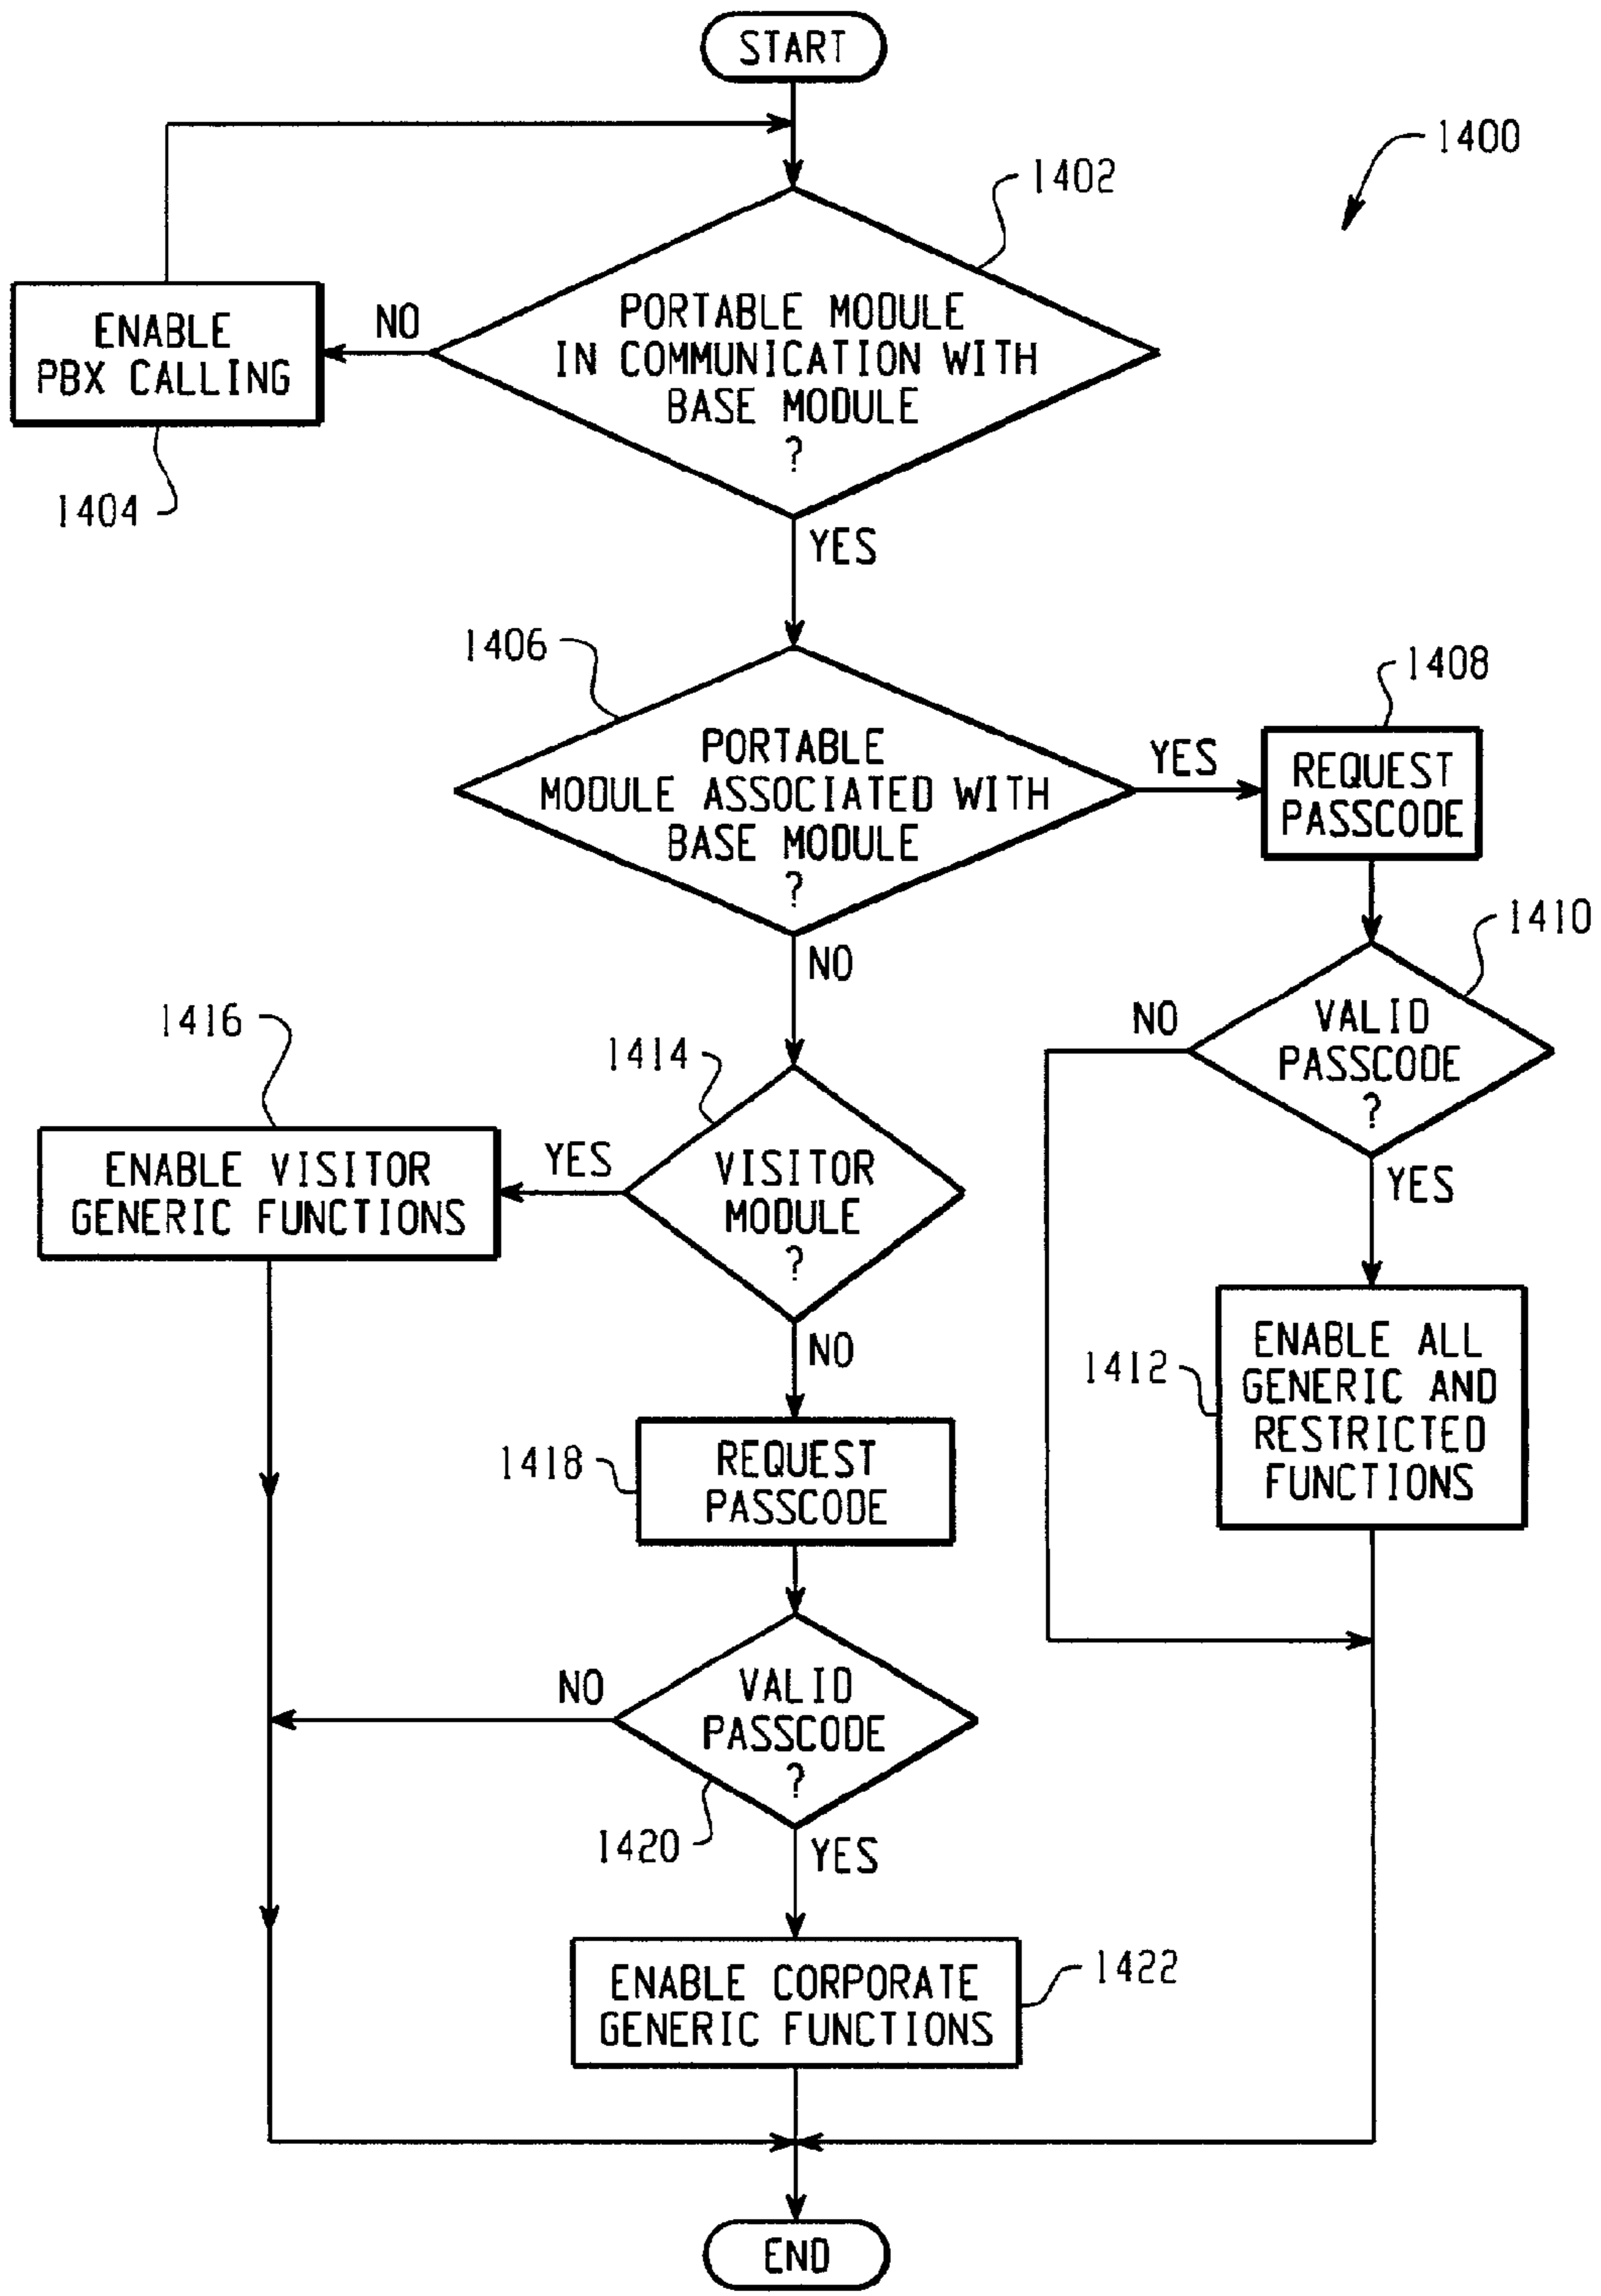 START
1400
1402
PORTABLE MODULE
IN COMMUNICATION WITH
BASE MODULE
?
NO
ENABLE
PBX CALLING
1404
YES
1406
PORTABLE
MODULE ASSOCIATED WITH
BASE MODULE
?
YES
1408
REQUEST
PASSCODE
NO
1410
VALID
PASSCODE
?
NO
YES
1412
ENABLE ALL
GENERIC AND
RESTRICTED
FUNCTIONS
1414
VISITOR
MODULE
?
YES
1416
ENABLE VISITOR
GENERIC FUNCTIONS
NO
1418
REQUEST
PASSCODE
VALID
PASSCODE
?
NO
1420
YES
ENABLE CORPORATE
GENERIC FUNCTIONS
1422
END